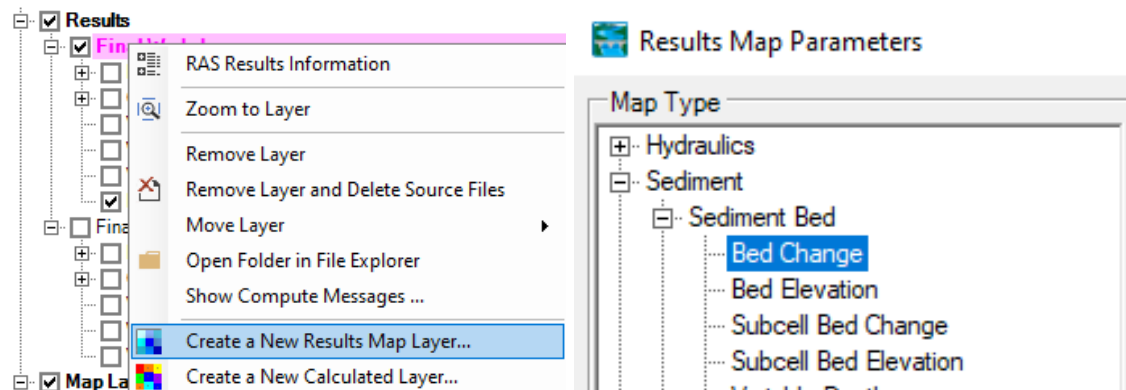 Results
RAS Results Information
Zoom to Layer
Remove Layer
Remove Layer and Delete Source Files
Move Layer
Fina
Open Folder in File Explorer
Show Compute Messages ...
Create a New Results Map Layer...
Map La
Create a New Calculated Layer...
Results Map Parameters
Map Type
Hydraulics
Sediment
Sediment Bed
Bed Change
Bed Elevation
Subcell Bed Change
Subcell Bed Elevation